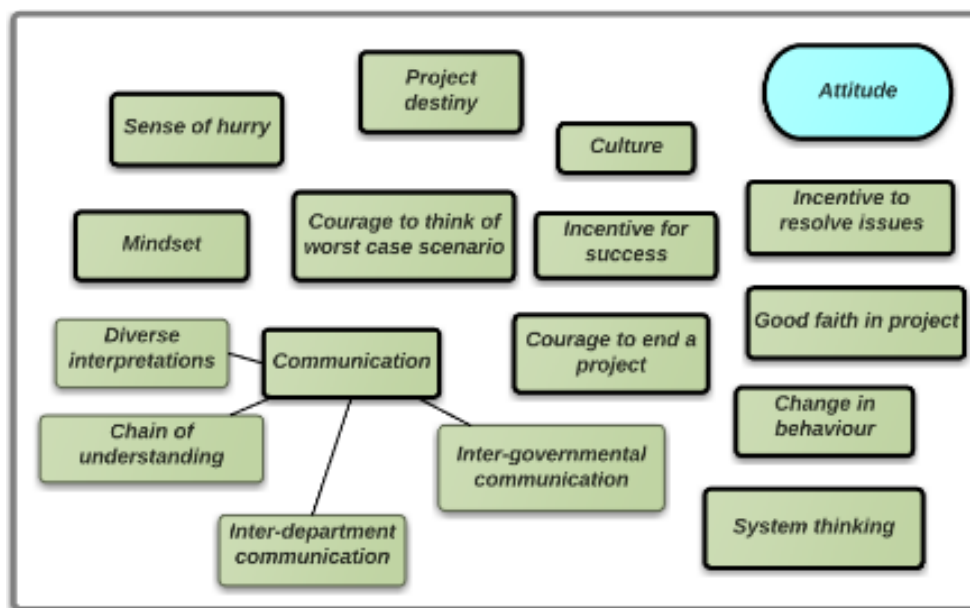 Project
destiny
Attitude
Sense of hurry
Culture
Incentive to
resolve issues
Mindset
Courage to think of
worst case scenario
Incentive for
success
Good faith in project
Diverse
interpretations
Communication
Courage to end a
project
Change in
behaviour
Chain of
understanding
Inter-governmental
communication
Inter-department
communication
System thinking